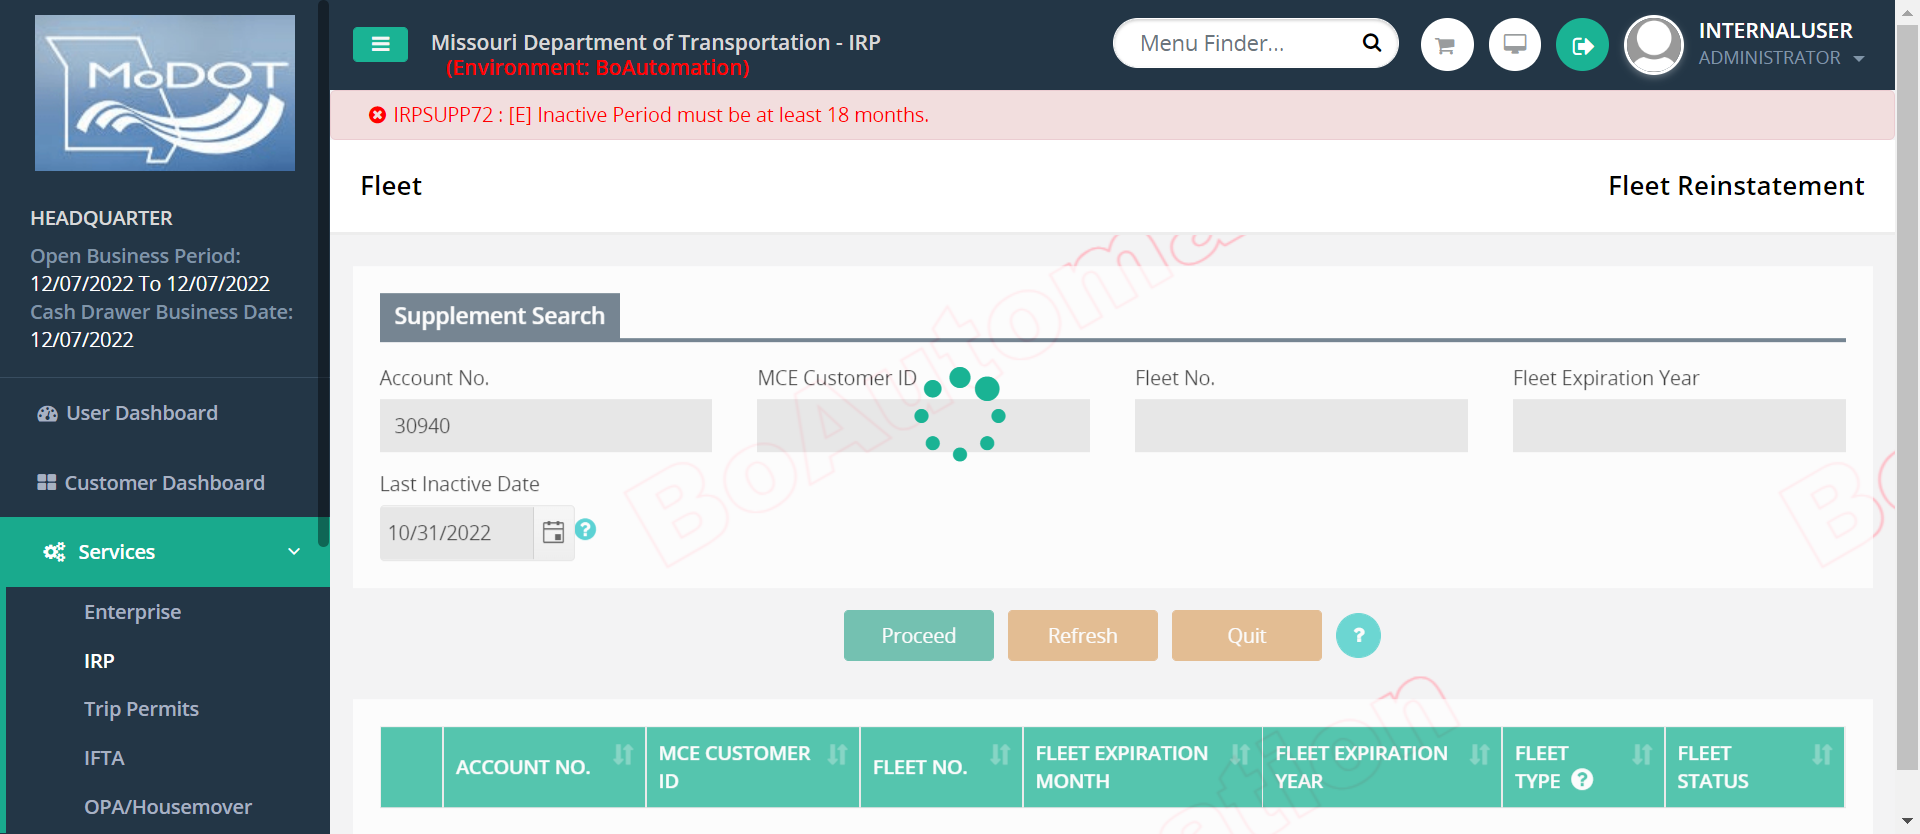 MODOT
HEADQUARTER
Open Business Period:
12/07/2022 To 12/07/2022
Cash Drawer Business Date:
12/07/2022
User Dashboard
Customer Dashboard
Services
Enterprise
IRP
Trip Permits
IFTA
OPA/Housemover
Missouri Department of Transportation - IRP
(Environment: BoAutomation)
Menu Finder...
INTERNALUSER
ADMINISTRATOR
IRPSUPP72 : [E] Inactive Period must be at least 18 months.
Fleet
Fleet Reinstatement
Supplement Search
Account No.
MCE Customer ID
Fleet No.
Fleet Expiration Year
30940
Last Inactive Date
10/31/2022
?
Proceed
Refresh
Quit
?
ACCOUNT NO.
MCE CUSTOMER
ID
FLEET NO.
FLEET EXPIRATION
MONTH
FLEET EXPIRATION
YEAR
FLEET
TYPE ?
FLEET
STATUS
BoAutoma
Bo
ation